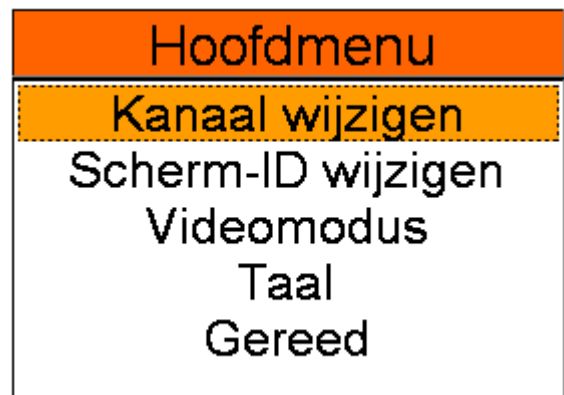 Hoofdmenu
Kanaal wijzigen
Scherm-ID wijzigen
Videomodus
Taal
Gereed